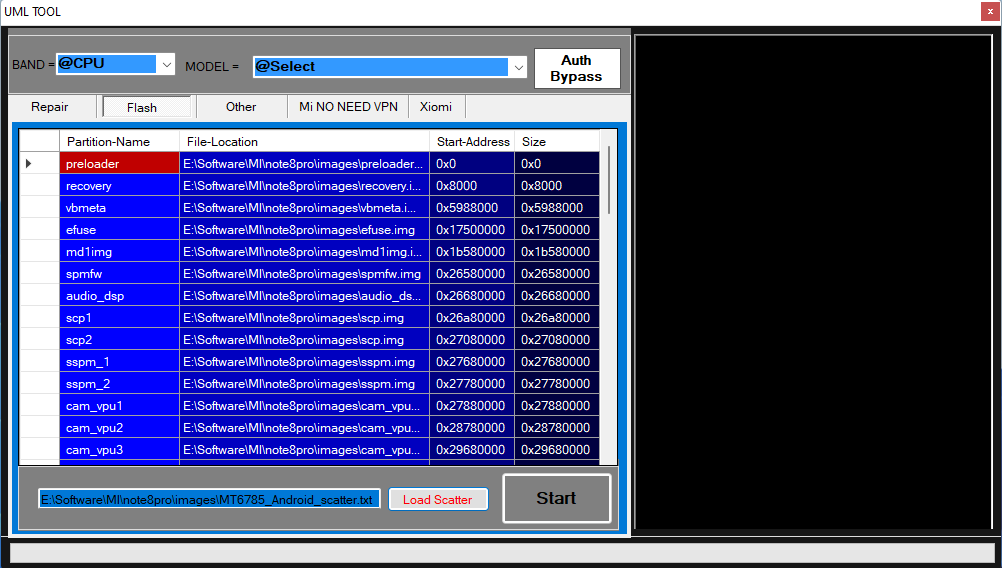 UML TOOL
x
BAND = @CPU MODEL = @Select Auth Bypass
Repair Flash Other Mi NO NEED VPN Xiomi
Partition-Name File-Location Start-Address Size
preloader E:\Software\MI\note8pro\images\preloader... 0x0 0x0
recovery E:\Software\MI\note8pro\images\recovery.i... 0x8000 0x8000
vbmeta E:\Software\MI\note8pro\images\vbmeta.i... 0x5988000 0x5988000
efuse E:\Software\MI\note8pro\images\efuse.img 0x17500000 0x17500000
md1img E:\Software\MI\note8pro\images\md1img.i... 0x1b580000 0x1b580000
spmfw E:\Software\MI\note8pro\images\spmfw.img 0x26580000 0x26580000
audio_dsp E:\Software\MI\note8pro\images\audio_ds... 0x26680000 0x26680000
scp1 E:\Software\MI\note8pro\images\scp.img 0x26a80000 0x26a80000
scp2 E:\Software\MI\note8pro\images\scp.img 0x27080000 0x27080000
sspm_1 E:\Software\MI\note8pro\images\sspm.img 0x27680000 0x27680000
sspm_2 E:\Software\MI\note8pro\images\sspm.img 0x27780000 0x27780000
cam_vpu1 E:\Software\MI\note8pro\images\cam_vpu... 0x27880000 0x27880000
cam_vpu2 E:\Software\MI\note8pro\images\cam_vpu... 0x28780000 0x28780000
cam_vpu3 E:\Software\MI\note8pro\images\cam_vpu... 0x29680000 0x29680000
E:\Software\MI\note8pro\images\MT6785_Android_scatter.txt Load Scatter Start